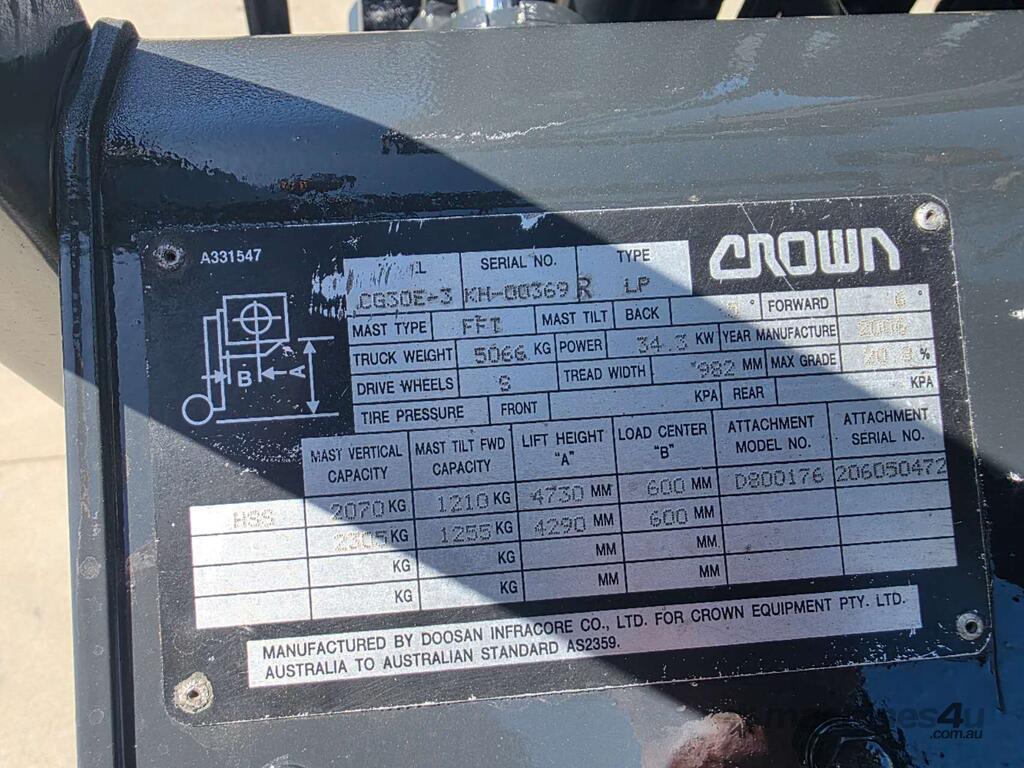 A331547
CROWN
SERIAL NO. TYPE
CG30E-3 KH-00369 R LP
MAST TYPE FFT MAST TILT BACK ° FORWARD 6°
TRUCK WEIGHT 5066 KG POWER 34.3 KW YEAR MANUFACTURE 2006
DRIVE WHEELS S TREAD WIDTH 982 MM MAX GRADE 20 %
TIRE PRESSURE FRONT KPA REAR KPA
MAST VERTICAL CAPACITY MAST TILT FWD CAPACITY LIFT HEIGHT "A" LOAD CENTER "B" ATTACHMENT MODEL NO. ATTACHMENT SERIAL NO.
HSS 2070 KG 1210 KG 4730 MM 600 MM D800176 206050472
2305 KG 1255 KG 4290 MM 600 MM
KG KG MM MM
KG KG MM MM
B A
MANUFACTURED BY DOOSAN INFRACORE CO., LTD. FOR CROWN EQUIPMENT PTY. LTD.
AUSTRALIA TO AUSTRALIAN STANDARD AS2359.
machines4u
.com.au